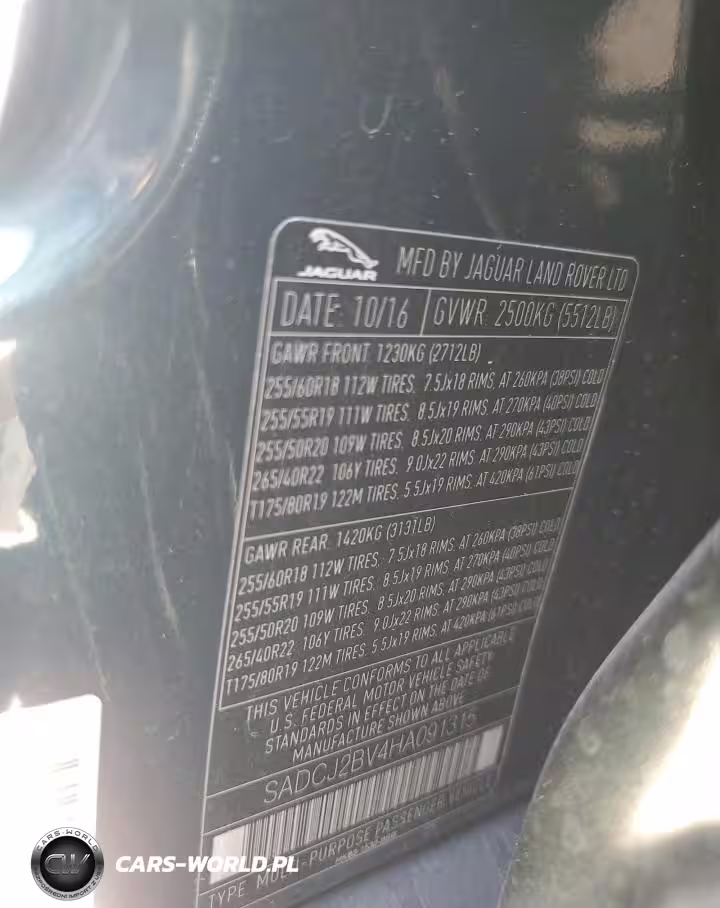 JAGUAR
MFD BY JAGUAR LAND ROVER LTD
DATE: 10/16
GVWR: 2500KG (5512LB)
GAWR FRONT 1230KG (2712LB)
255/60R18 112W TIRES, 7.5Jx18 RIMS, AT 260KPA (38PSI) COLD
255/55R19 111W TIRES, 8.5Jx19 RIMS, AT 270KPA (40PSI) COLD
255/50R20 109W TIRES, 8.5Jx20 RIMS, AT 290KPA (43PSI) COLD
265/40R22 106Y TIRES, 9.0Jx22 RIMS, AT 290KPA (43PSI) COLD
T175/80R19 122M TIRES, 5.5Jx19 RIMS, AT 420KPA (61PSI) COLD
GAWR REAR 1420KG (3131LB)
255/60R18 112W TIRES, 7.5Jx18 RIMS, AT 260KPA (38PSI) COLD
255/55R19 111W TIRES, 8.5Jx19 RIMS, AT 270KPA (40PSI) COLD
255/50R20 109W TIRES, 8.5Jx20 RIMS, AT 290KPA (43PSI) COLD
265/40R22 106Y TIRES, 9.0Jx22 RIMS, AT 290KPA (43PSI) COLD
T175/80R19 122M TIRES, 5.5Jx19 RIMS, AT 420KPA (61PSI) COLD
THIS VEHICLE CONFORMS TO ALL APPLICABLE
U.S. FEDERAL MOTOR VEHICLE SAFETY
STANDARDS IN EFFECT ON THE DATE OF
MANUFACTURE SHOWN ABOVE
SADCJ2BV4HA091315
TYPE MULTI-PURPOSE PASSENGER VEHICLE
CARS-WORLD
CW
BEZPOŚREDNI IMPORT Z USA
CARS-WORLD.PL